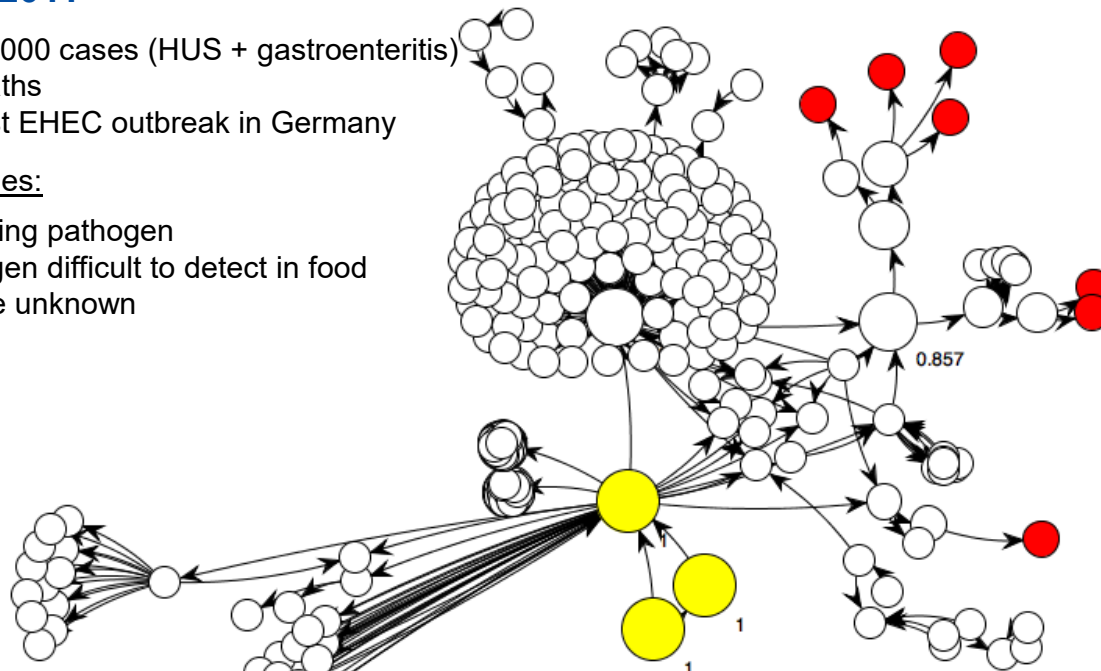 000 cases (HUS + gastroenteritis)
ths
t EHEC outbreak in Germany
es:
ing pathogen
gen difficult to detect in food
e unknown
0.857
1
1
1